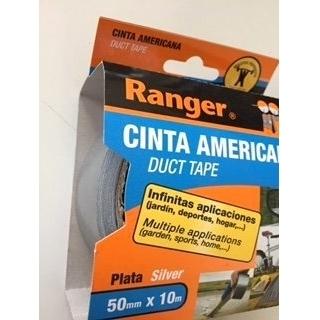 CINTA AMERICANA
DUCT TAPE
Ranger®
CINTA AMERICAN
DUCT TAPE
Infinitas aplicaciones
(jardín, deportes, hogar,...)
Multiple applications
(garden, sports, home,...)
Plata Silver
50mm x 10m